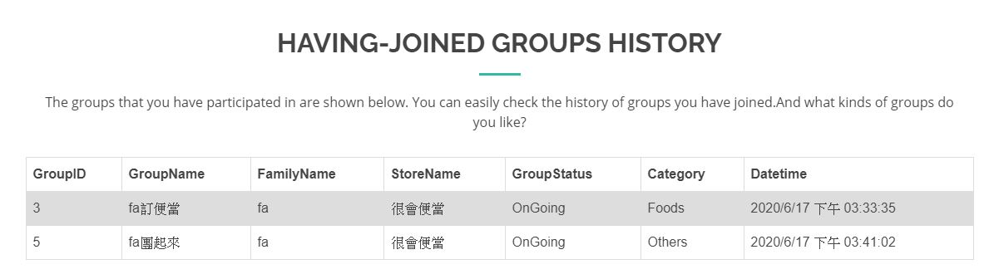 HAVING-JOINED GROUPS HISTORY
The groups that you have participated in are shown below. You can easily check the history of groups you have joined.And what kinds of groups do
you like?
GroupID GroupName FamilyName StoreName GroupStatus Category Datetime
3 fa訂便當 fa 很會便當 OnGoing Foods 2020/6/17 下午 03:33:35
5 fa團起來 fa 很會便當 OnGoing Others 2020/6/17 下午 03:41:02